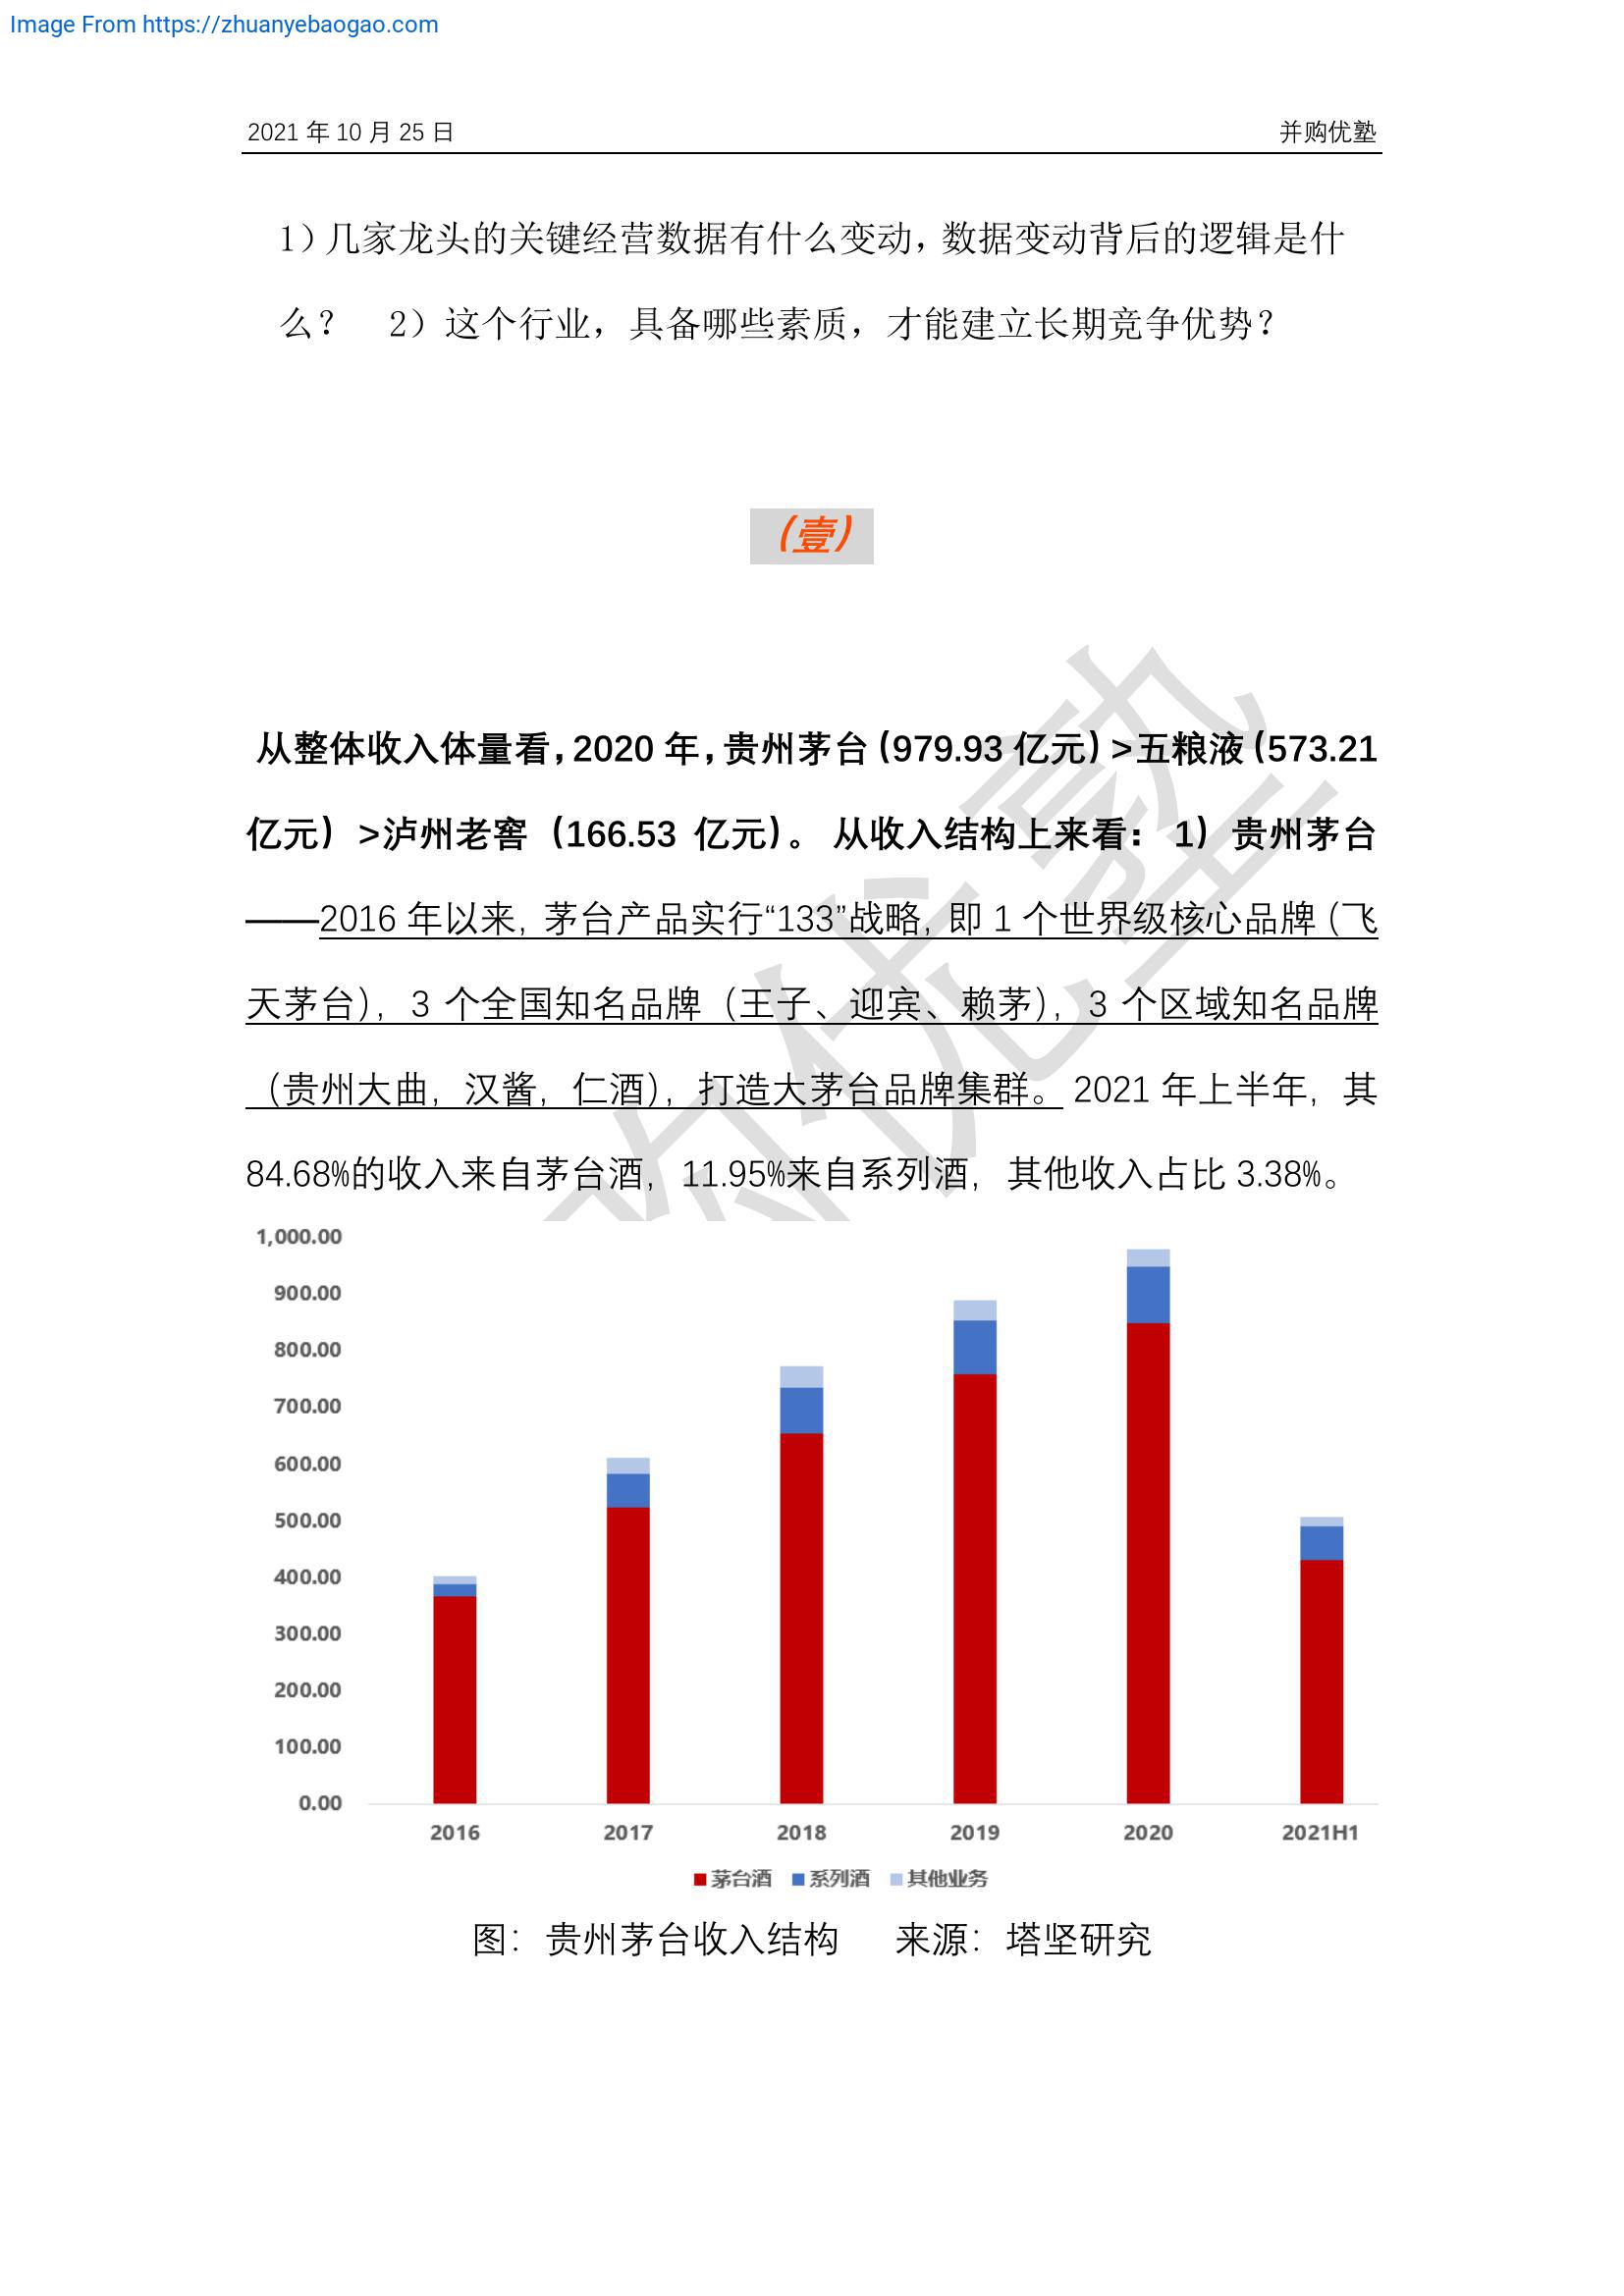 Image From https://zhuanyebaogao.com
2021 年 10 月 25 日 并购优塾
1）几家龙头的关键经营数据有什么变动，数据变动背后的逻辑是什
么？ 2）这个行业，具备哪些素质，才能建立长期竞争优势？
（壹）
从整体收入体量看，2020 年，贵州茅台（979.93 亿元）>五粮液（573.21
亿元）>泸州老窖（166.53 亿元）。从收入结构上来看： 1）贵州茅台
——2016 年以来，茅台产品实行“133”战略，即 1 个世界级核心品牌（飞
天茅台），3 个全国知名品牌（王子、迎宾、赖茅），3 个区域知名品牌
（贵州大曲，汉酱，仁酒），打造大茅台品牌集群。2021 年上半年，其
84.68%的收入来自茅台酒，11.95%来自系列酒，其他收入占比 3.38%。
1,000.00
900.00
800.00
700.00
600.00
500.00
400.00
300.00
200.00
100.00
0.00
2016 2017 2018 2019 2020 2021H1
茅台酒 系列酒 其他业务
图：贵州茅台收入结构 来源：塔坚研究
购优塾